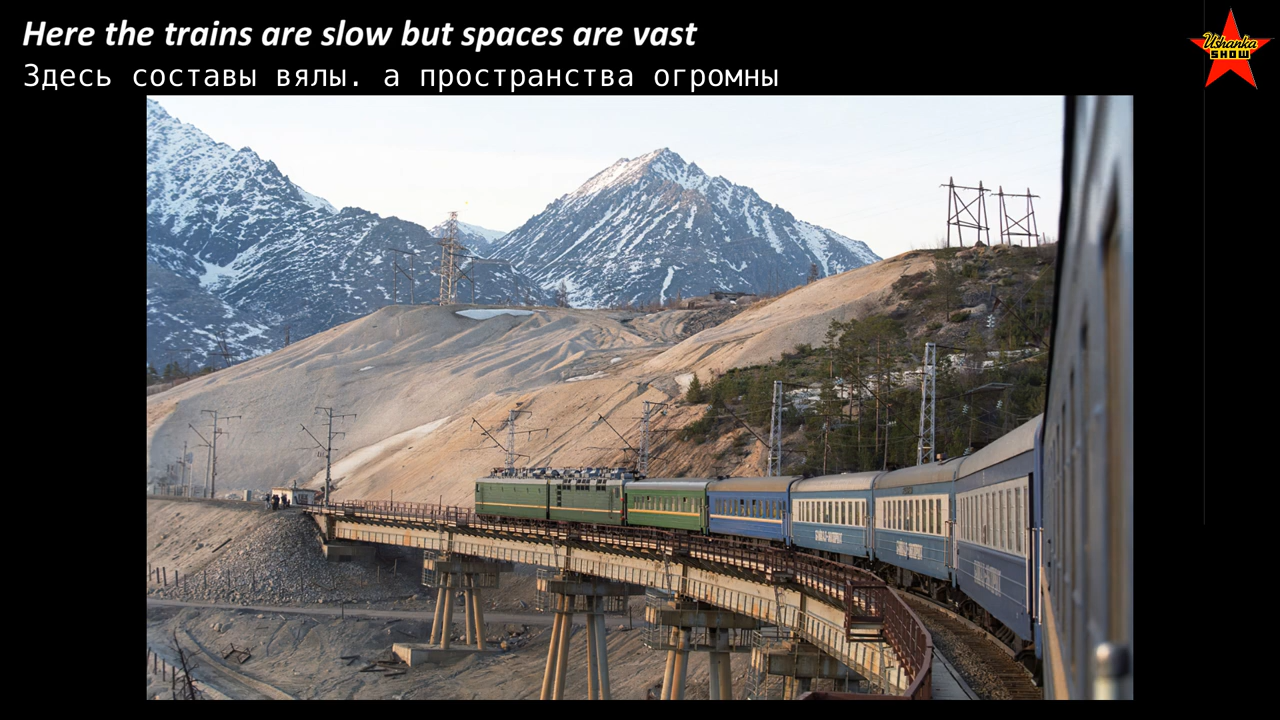 Here the trains are slow but spaces are vast
Здесь составы вялы. а пространства огромны
Ushanka
SHOW